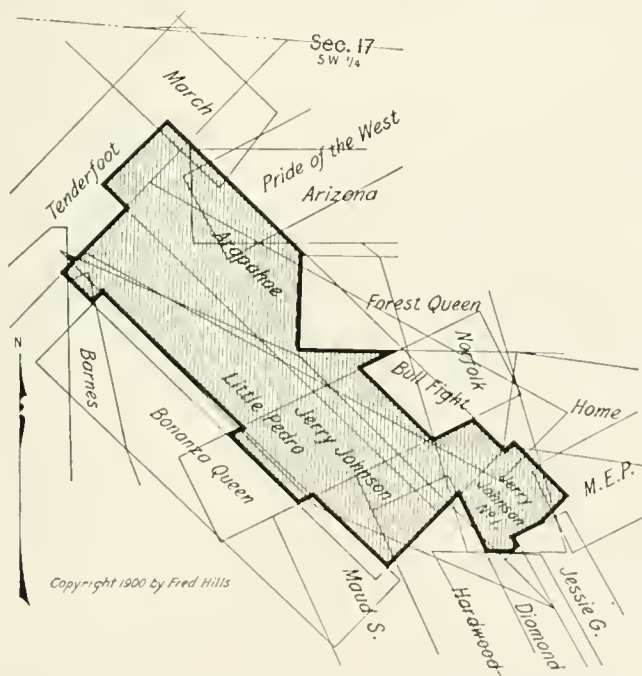 Sec. 17
SW 1/4
March
Pride of the West
Tenderfoot
Arizona
Arapahoe
Forest Queen
Norfolk
Bull Fight
Barnes
Little Pedro
Jerry Johnson
Home
Bonanza Queen
Jerry
Johnson
No 1.
M.E.P.
N
Copyright 1900 by Fred Hills
Maud S.
Hardwood
Diomond
Jessie G.